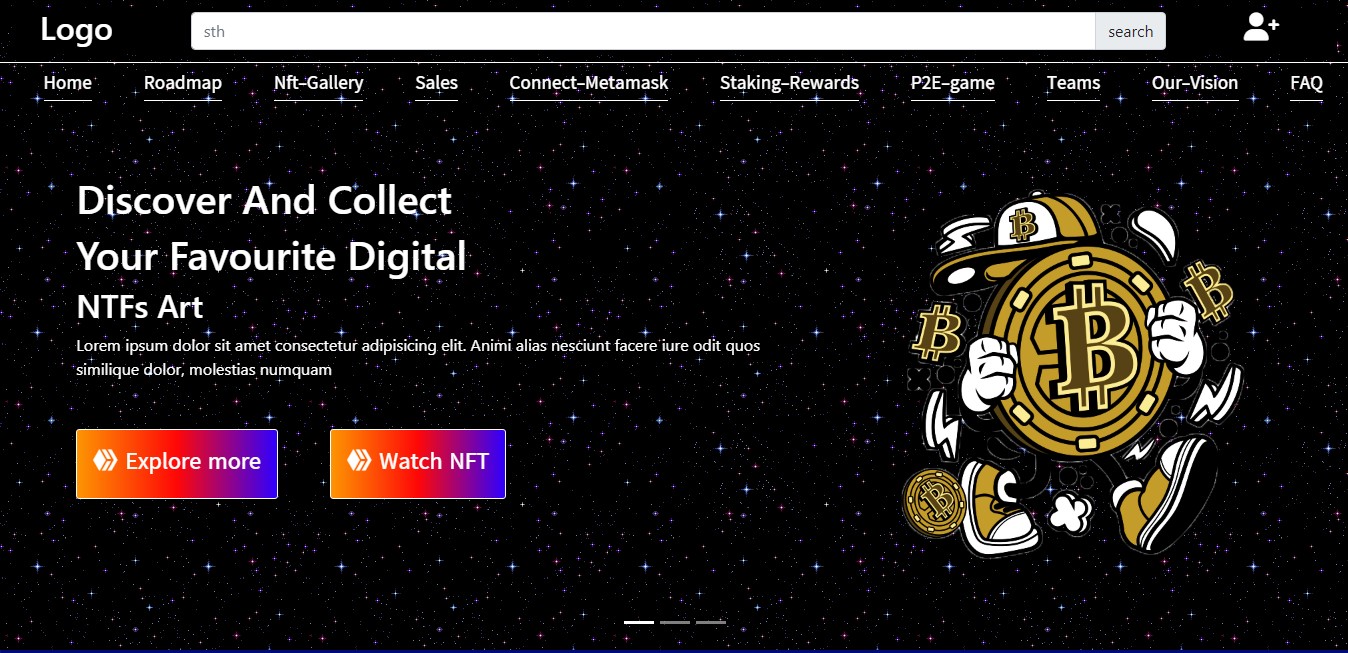 Logo
sth
search
Home Roadmap Nft-Gallery Sales Connect-Metamask Staking-Rewards P2E-game Teams Our-Vision FAQ
Discover And Collect
Your Favourite Digital
NTFs Art
Lorem ipsum dolor sit amet consectetur adipisicing elit. Animi alias nesciunt facere iure odit quos
similique dolor, molestias numquam
Explore more
Watch NFT